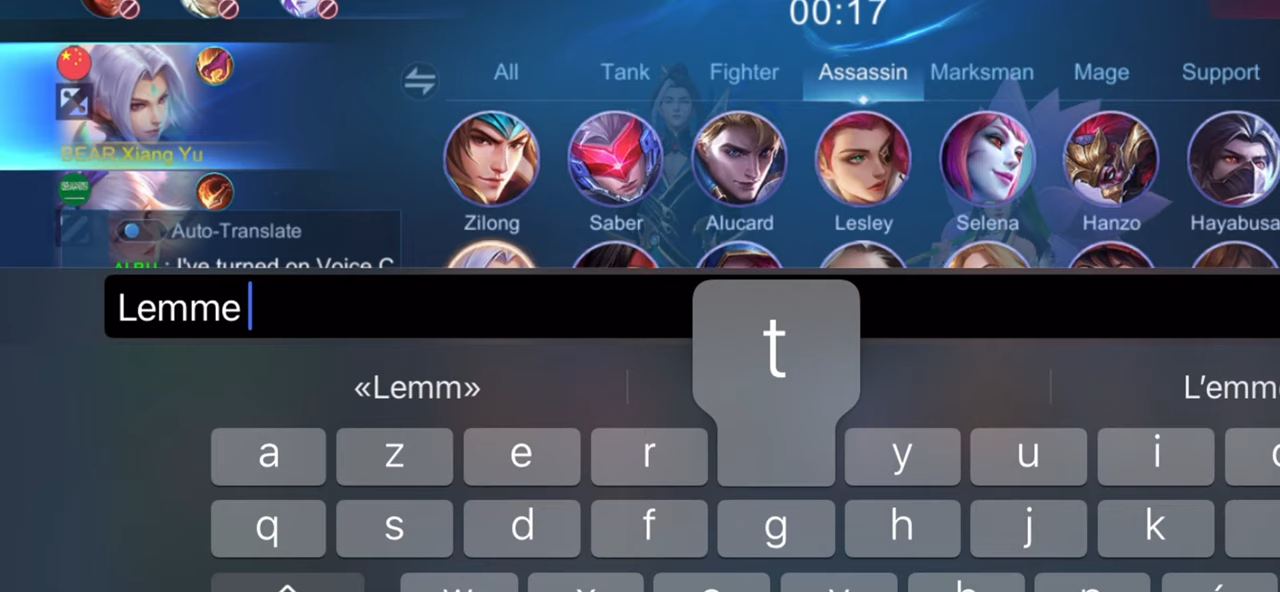 00:17
All Tank Fighter Assassin Marksman Mage Support
BEAR.Xiang Yu
Zilong Saber Alucard Lesley Selena Hanzo Hayabusa
Auto-Translate
: I've turned on Voice C
Lemme
t
«Lemm» L'emm
a z e r y u i
q s d f g h j k